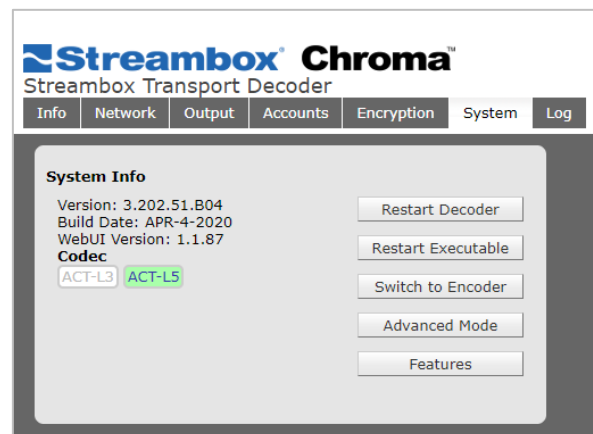 Streambox® Chroma™
Streambox Transport Decoder
Info Network Output Accounts Encryption System Log
System Info
Version: 3.202.51.B04
Build Date: APR-4-2020
WebUI Version: 1.1.87
Codec
ACT-L3 ACT-L5
Restart Decoder
Restart Executable
Switch to Encoder
Advanced Mode
Features